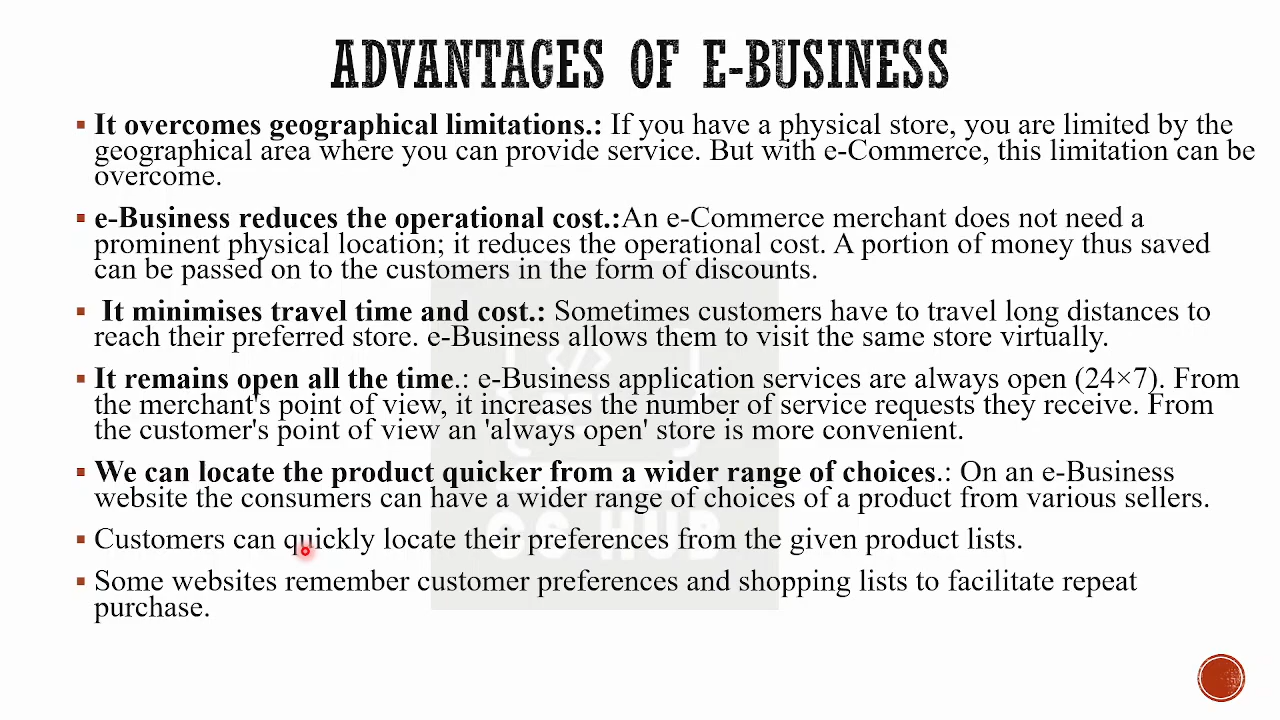 ADVANTAGES OF E-BUSINESS
▪ It overcomes geographical limitations.: If you have a physical store, you are limited by the
geographical area where you can provide service. But with e-Commerce, this limitation can be
overcome.
▪ e-Business reduces the operational cost.:An e-Commerce merchant does not need a
prominent physical location; it reduces the operational cost. A portion of money thus saved
can be passed on to the customers in the form of discounts.
▪ It minimises travel time and cost.: Sometimes customers have to travel long distances to
reach their preferred store. e-Business allows them to visit the same store virtually.
▪ It remains open all the time.: e-Business application services are always open (24×7). From
the merchant's point of view, it increases the number of service requests they receive. From
the customer's point of view an 'always open' store is more convenient.
▪ We can locate the product quicker from a wider range of choices.: On an e-Business
website the consumers can have a wider range of choices of a product from various sellers.
▪ Customers can quickly locate their preferences from the given product lists.
CS HUB
▪ Some websites remember customer preferences and shopping lists to facilitate repeat
purchase.